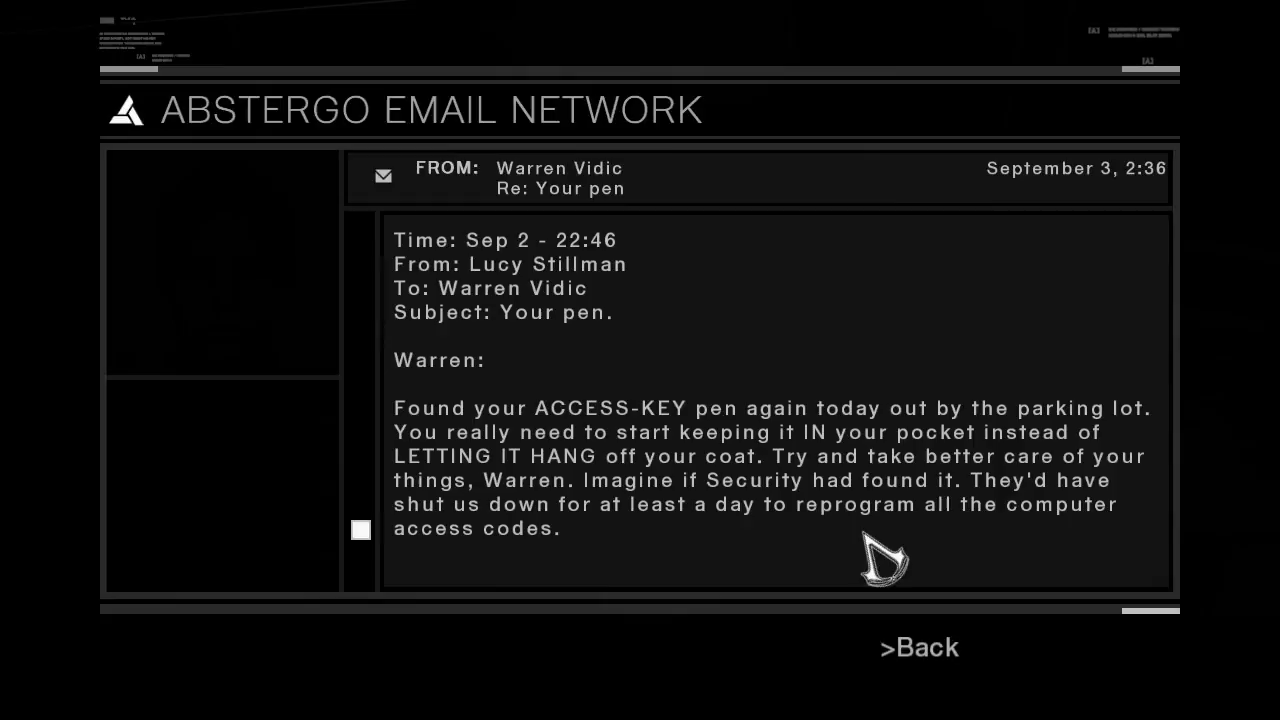 ABSTERGO EMAIL NETWORK
FROM: Warren Vidic September 3, 2:36
Re: Your pen
Time: Sep 2 - 22:46
From: Lucy Stillman
To: Warren Vidic
Subject: Your pen.
Warren:
Found your ACCESS-KEY pen again today out by the parking lot.
You really need to start keeping it IN your pocket instead of
LETTING IT HANG off your coat. Try and take better care of your
things, Warren. Imagine if Security had found it. They'd have
shut us down for at least a day to reprogram all the computer
access codes.
>Back